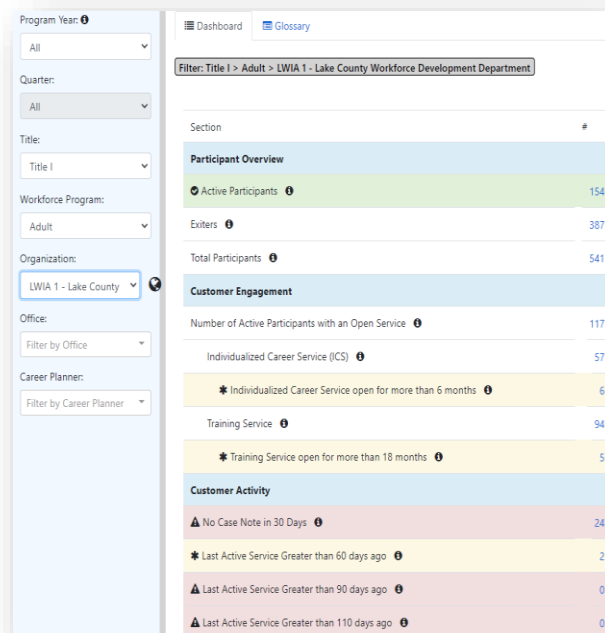 Program Year:
All
Quarter:
All
Title:
Title I
Workforce Program:
Adult
Organization:
LWIA 1 - Lake County
Office:
Filter by Office
Career Planner:
Filter by Career Planner
Dashboard Glossary
Filter: Title I > Adult > LWIA 1 - Lake County Workforce Development Department
Section #
Participant Overview
Active Participants 154
Exiters 387
Total Participants 541
Customer Engagement
Number of Active Participants with an Open Service 117
Individualized Career Service (ICS) 57
Individualized Career Service open for more than 6 months 6
Training Service 94
Training Service open for more than 18 months 5
Customer Activity
No Case Note in 30 Days 24
Last Active Service Greater than 60 days ago 2
Last Active Service Greater than 90 days ago 0
Last Active Service Greater than 110 days ago 0